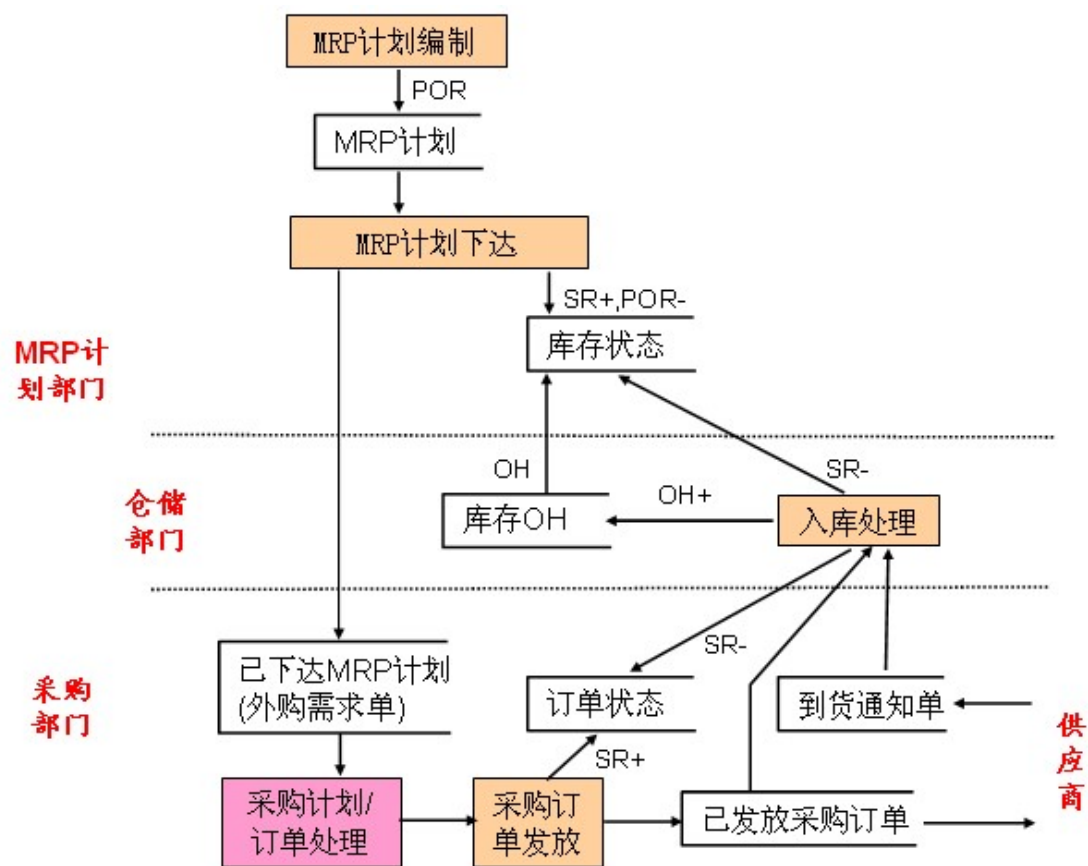 MRP计划编制
POR
MRP计划
MRP计划下达
SR+,POR-
库存状态
MRP计
划部门
OH
OH+
SR-
仓储
部门
库存OH
入库处理
SR-
采购
部门
已下达MRP计划
(外购需求单)
订单状态
到货通知单
供
应
商
SR+
采购计划/
订单处理
采购订
单发放
已发放采购订单